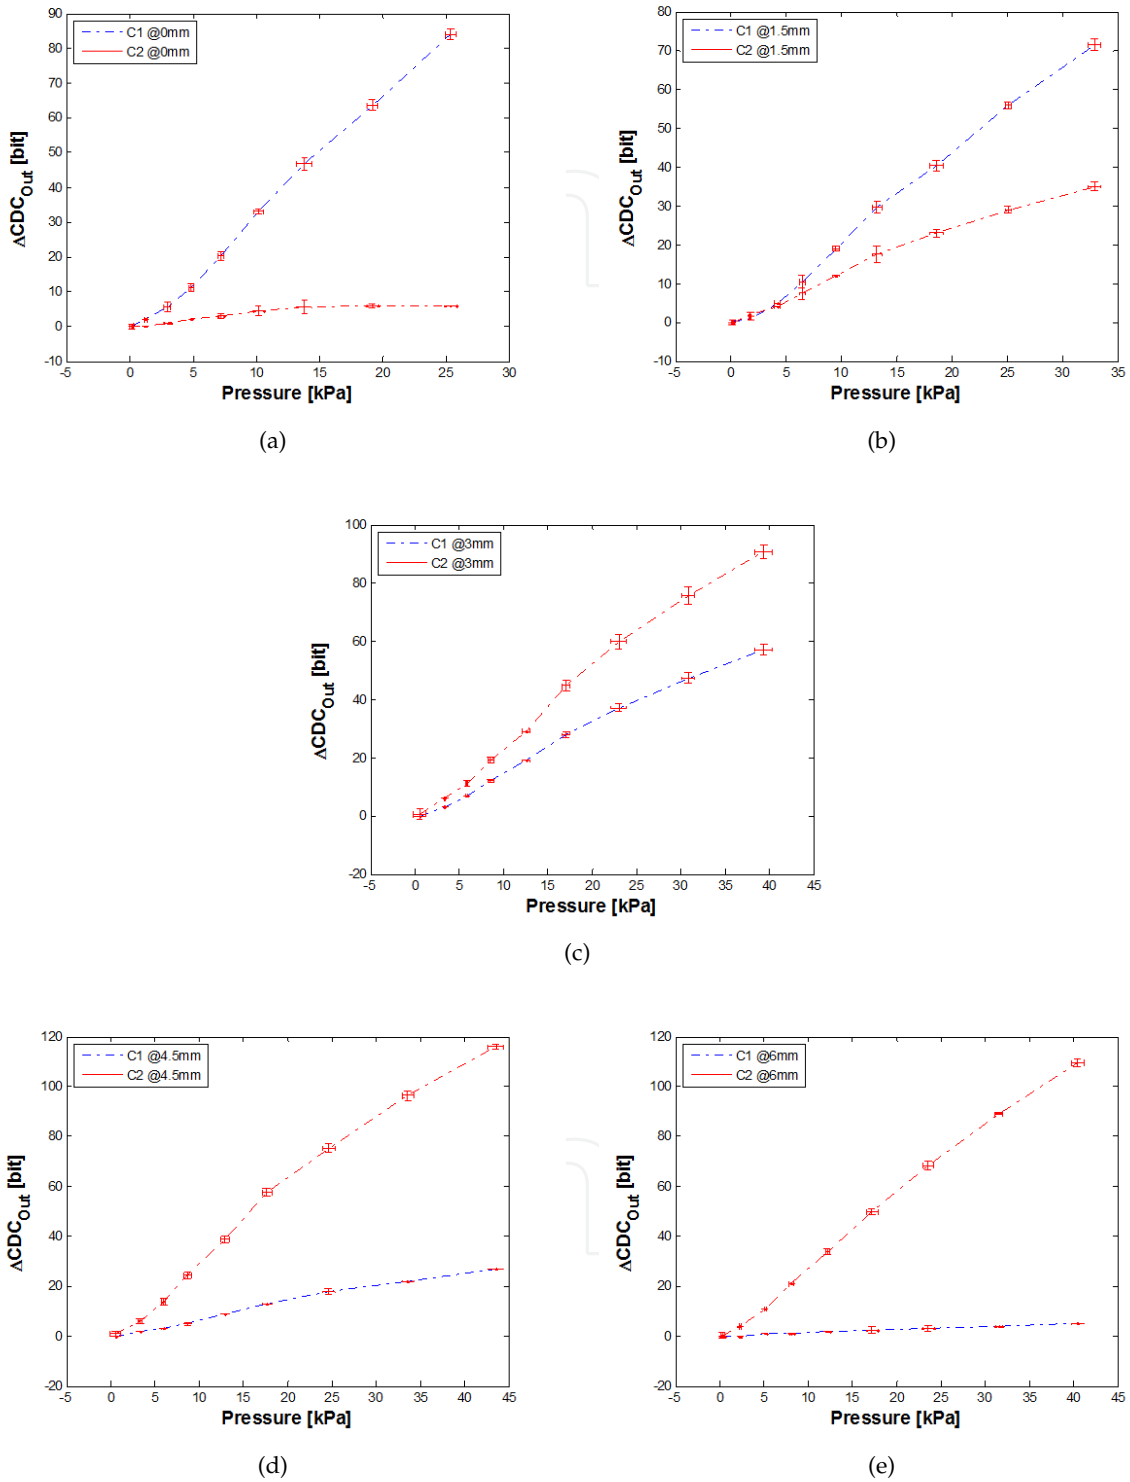 90
80
70
60
50
40
30
20
10
0
-10
ΔCDC_Out [bit]
C1 @0mm
C2 @0mm
-5 0 5 10 15 20 25 30
Pressure [kPa]
(a)
80
70
60
50
40
30
20
10
0
-10
ΔCDC_Out [bit]
C1 @1.5mm
C2 @1.5mm
-5 0 5 10 15 20 25 30 35
Pressure [kPa]
(b)
100
80
60
40
20
0
-20
ΔCDC_Out [bit]
C1 @3mm
C2 @3mm
-5 0 5 10 15 20 25 30 35 40 45
Pressure [kPa]
(c)
120
100
80
60
40
20
0
-20
ΔCDC_Out [bit]
C1 @4.5mm
C2 @4.5mm
-5 0 5 10 15 20 25 30 35 40 45
Pressure [kPa]
(d)
120
100
80
60
40
20
0
-20
ΔCDC_Out [bit]
C1 @6mm
C2 @6mm
-5 0 5 10 15 20 25 30 35 40 45
Pressure [kPa]
(e)